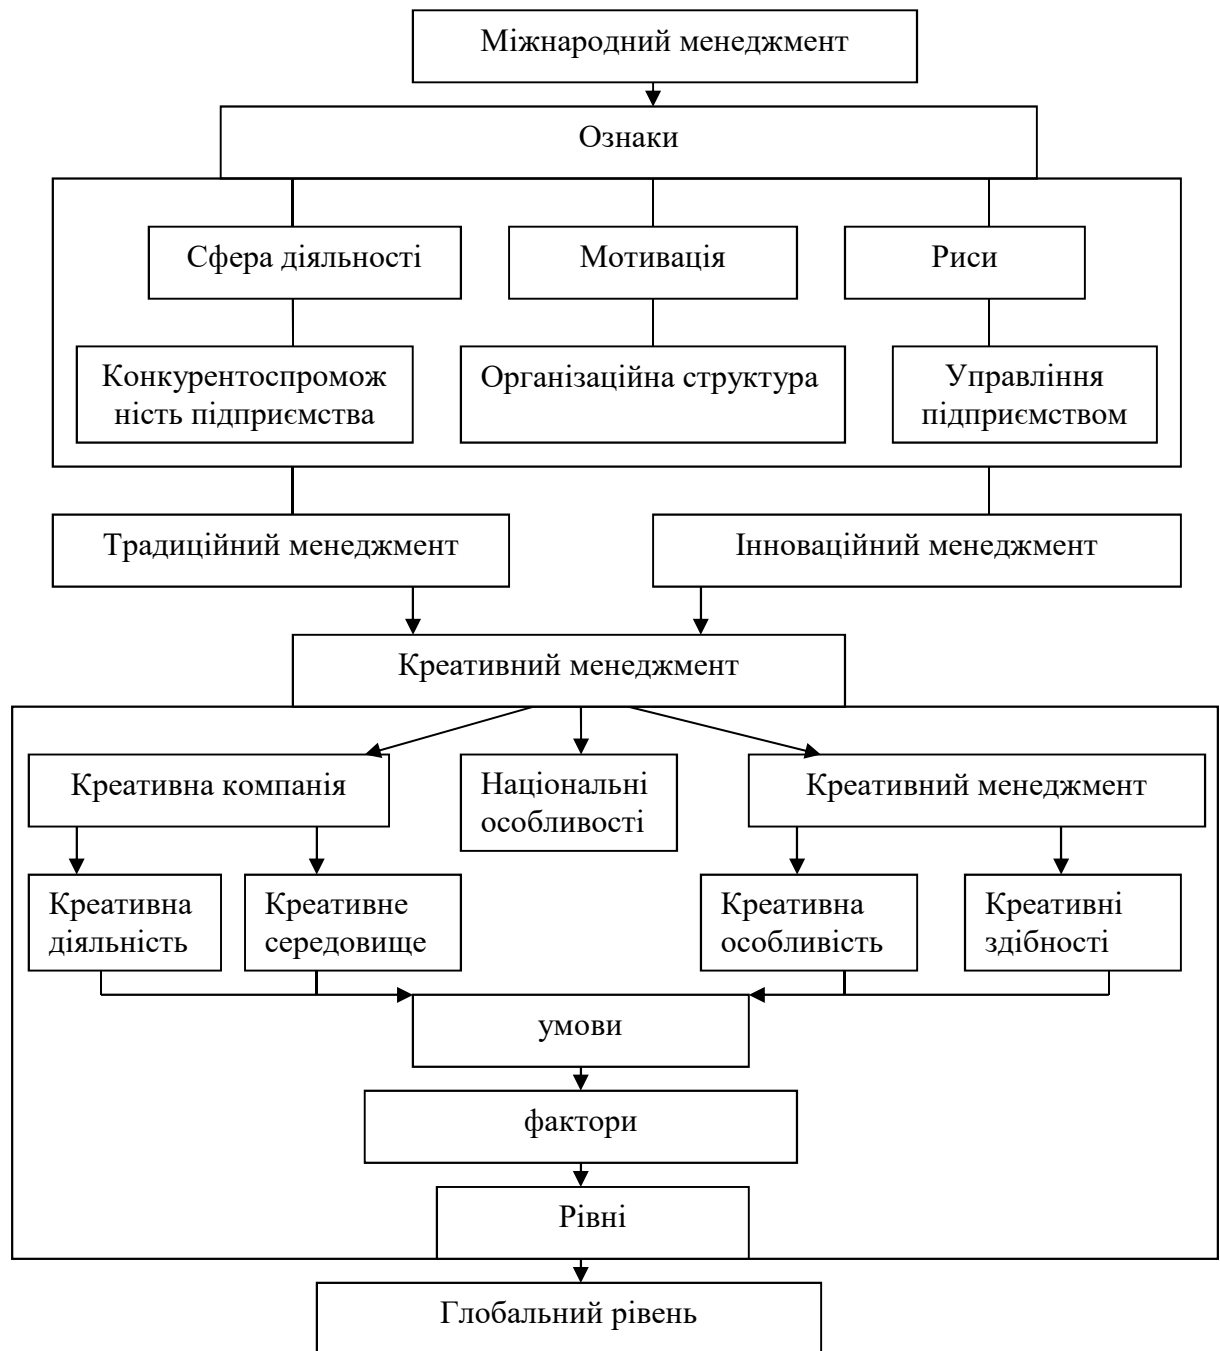 Міжнародний менеджмент
Ознаки
Сфера діяльності
Мотивація
Риси
Конкурентоспромож
ність підприємства
Організаційна структура
Управління
підприємством
Традиційний менеджмент
Інноваційний менеджмент
Креативний менеджмент
Креативна компанія
Національні
особливості
Креативний менеджмент
Креативна
діяльність
Креативне
середовище
Креативна
особливість
Креативні
здібності
умови
фактори
Рівні
Глобальний рівень